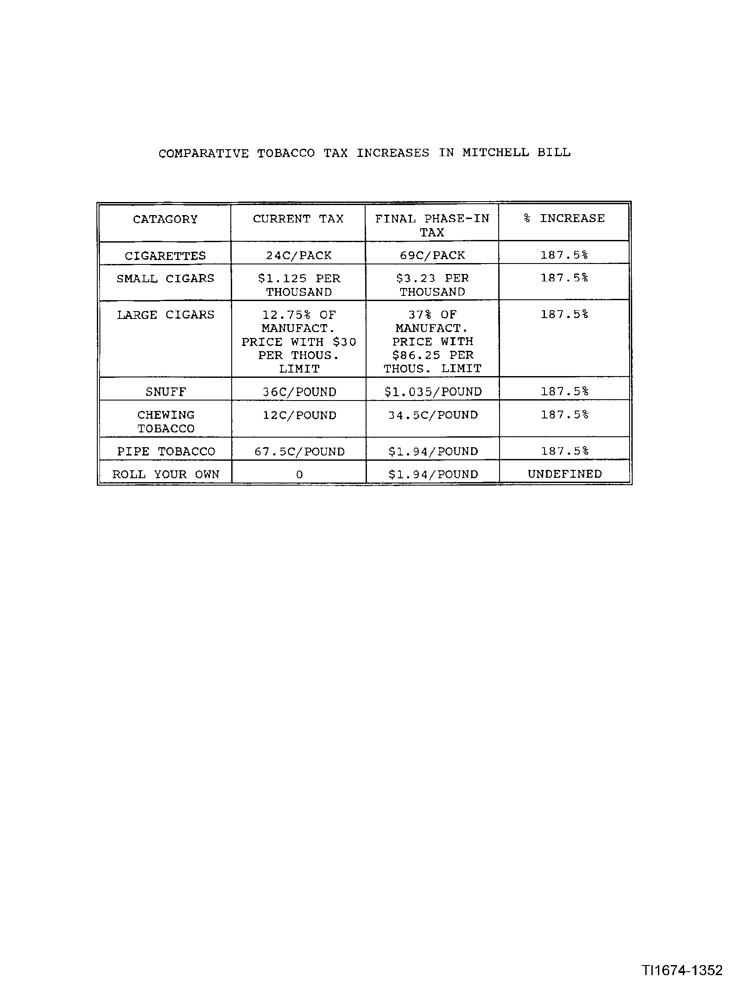 COMPARATIVE TOBACCO TAX INCREASES IN MITCHELL BILL
CATAGORY CURRENT TAX FINAL PHASE-IN TAX % INCREASE
CIGARETTES 24C/PACK 69C/PACK 187.5%
SMALL CIGARS $1.125 PER THOUSAND $3.23 PER THOUSAND 187.5%
LARGE CIGARS 12.75% OF MANUFACT. PRICE WITH $30 PER THOUS. LIMIT 37% OF MANUFACT. PRICE WITH $86.25 PER THOUS. LIMIT 187.5%
SNUFF 36C/POUND $1.035/POUND 187.5%
CHEWING TOBACCO 12C/POUND 34.5C/POUND 187.5%
PIPE TOBACCO 67.5C/POUND $1.94/POUND 187.5%
ROLL YOUR OWN 0 $1.94/POUND UNDEFINED
TI1674-1352